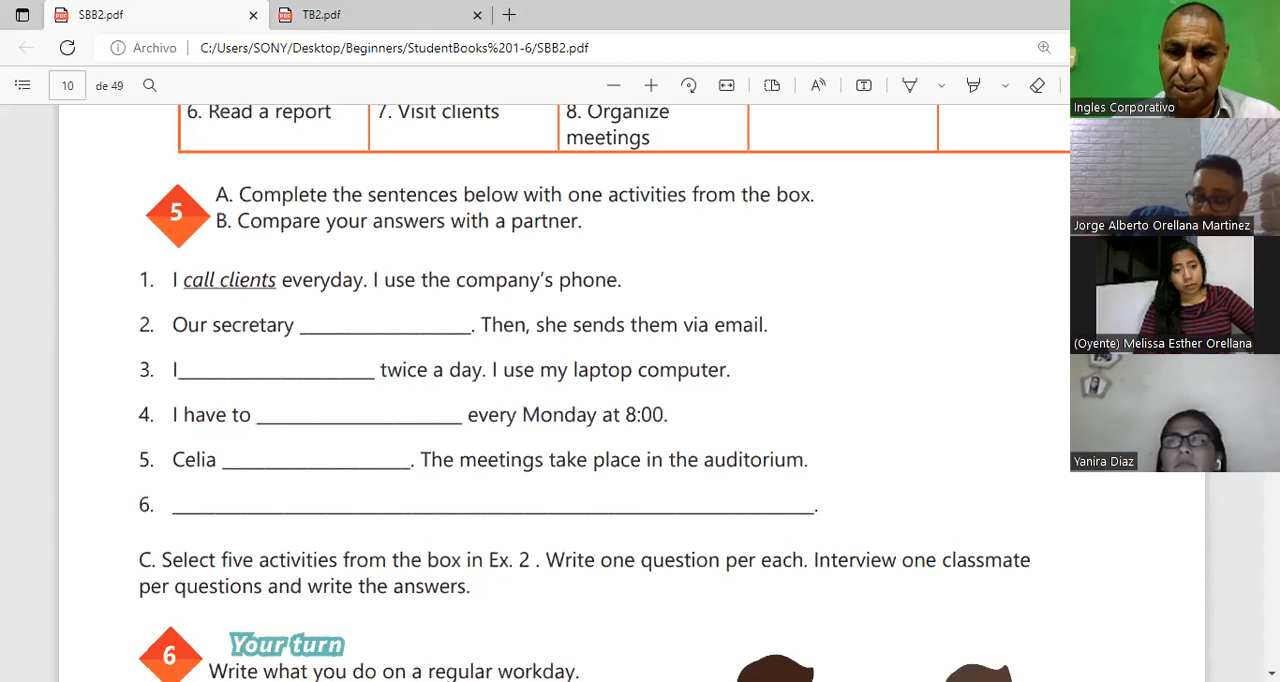 SBB2.pdf
TB2.pdf
Archivo
C:/Users/SONY/Desktop/Beginners/StudentBooks%201-6/SBB2.pdf
10 de 49
6. Read a report 7. Visit clients 8. Organize
meetings
5
A. Complete the sentences below with one activities from the box.
B. Compare your answers with a partner.
1. I call clients everyday. I use the company's phone.
2. Our secretary _________________. Then, she sends them via email.
3. I____________________ twice a day. I use my laptop computer.
4. I have to _____________________ every Monday at 8:00.
5. Celia ___________________. The meetings take place in the auditorium.
6. __________________________________________________________________.
C. Select five activities from the box in Ex. 2 . Write one question per each. Interview one classmate
per questions and write the answers.
6
Your turn
Write what you do on a regular workday.
Ingles Corporativo
Jorge Alberto Orellana Martinez
(Oyente) Melissa Esther Orellana
Yanira Diaz